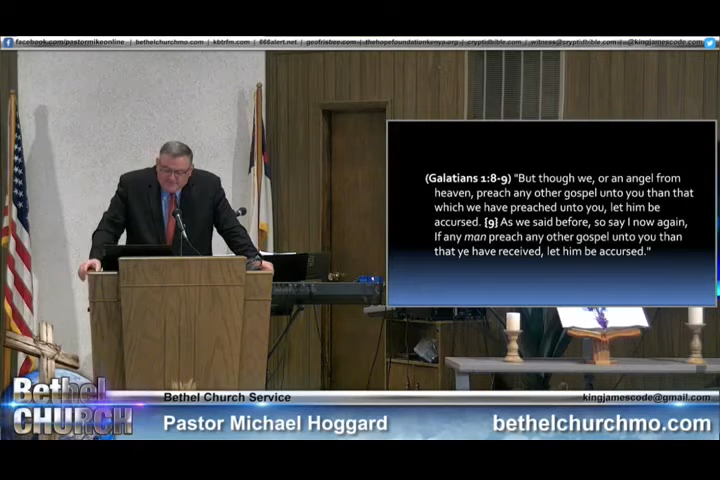 facebook.com/pastormikeonline | bethelchurchmo.com | kbtrfm.com | 666alert.net | geofrisbev.com | thehopefoundationkenya.org | cryptidbible.com | witness@cryptidbible.com | @kingjamescode.com
(Galatians 1:8-9) "But though we, or an angel from
heaven, preach any other gospel unto you than that
which we have preached unto you, let him be
accursed. {9} As we said before, so say I now again,
If any man preach any other gospel unto you than
that ye have received, let him be accursed."
Bethel
CHURCH
Bethel Church Service
kingjamescode@gmail.com
Pastor Michael Hoggard
bethelchurchmo.com